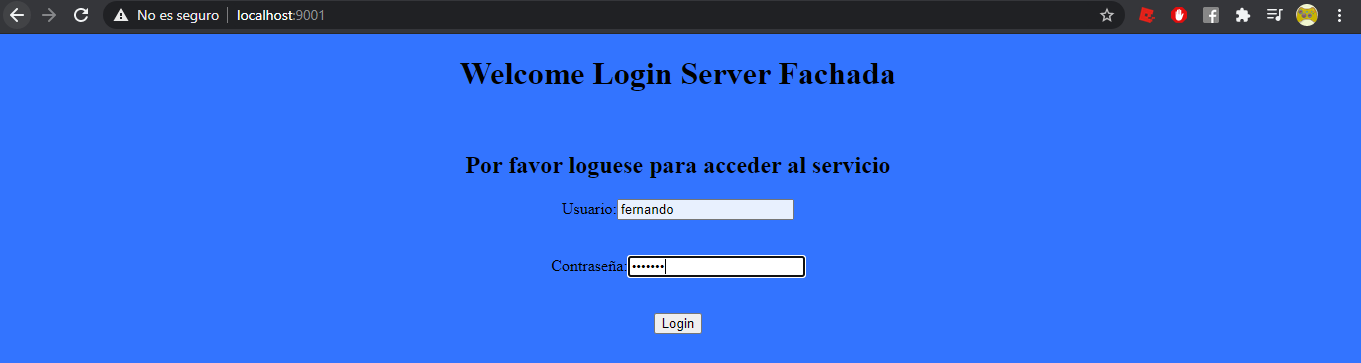 No es seguro localhost:9001
Welcome Login Server Fachada
Por favor loguese para acceder al servicio
Usuario: fernando
Contraseña: •••••••
Login